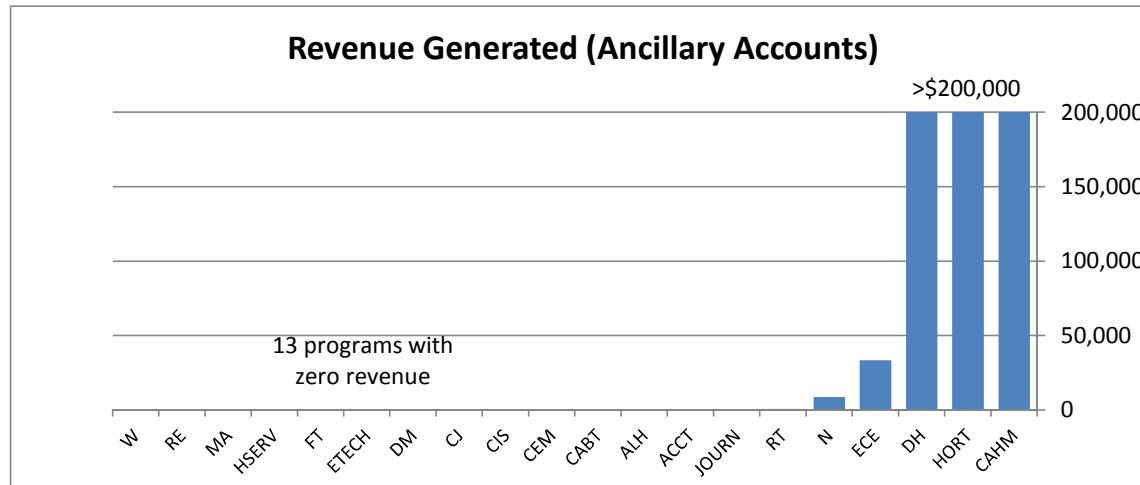 Revenue Generated (Ancillary Accounts)
>$200,000
200,000
150,000
100,000
50,000
0
13 programs with
zero revenue
W
RE
MA
HSERV
FT
ETECH
DM
CJ
CIS
CEM
CABT
ALH
ACCT
JOURN
RT
N
ECE
DH
HORT
CAHM